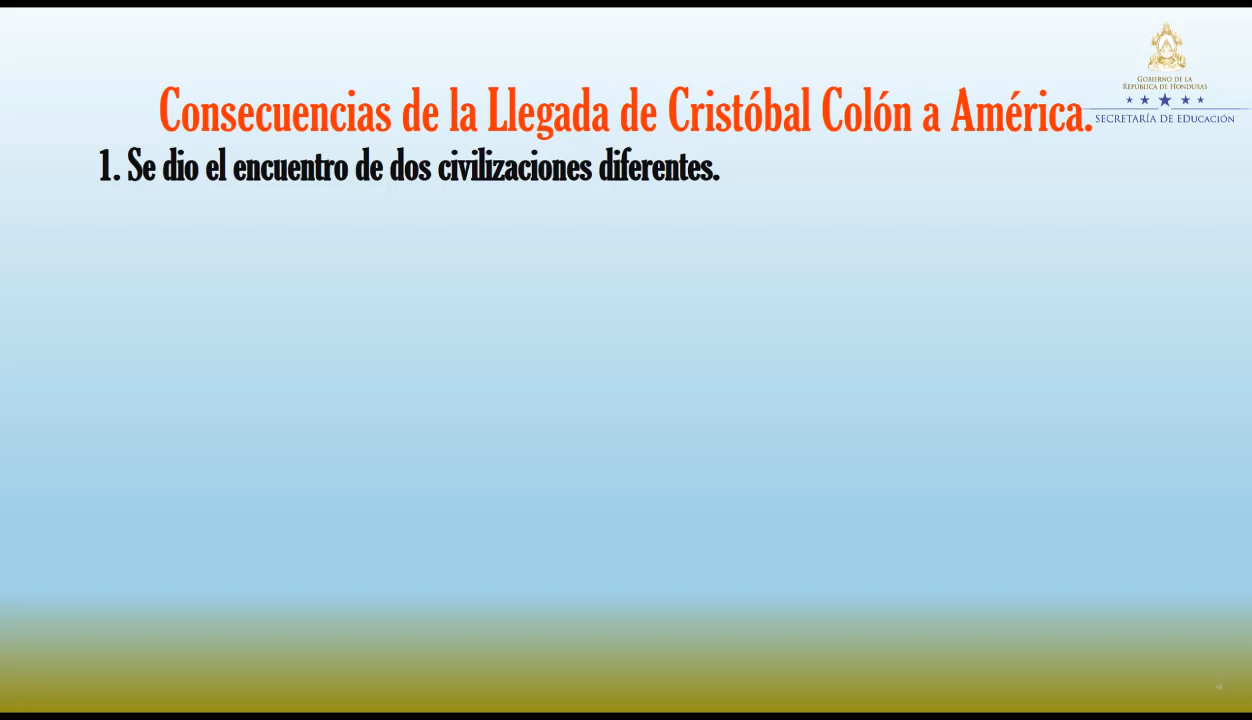 GOBIERNO DE LA
REPÚBLICA DE HONDURAS
SECRETARÍA DE EDUCACIÓN
Consecuencias de la Llegada de Cristóbal Colón a América.
1. Se dio el encuentro de dos civilizaciones diferentes.